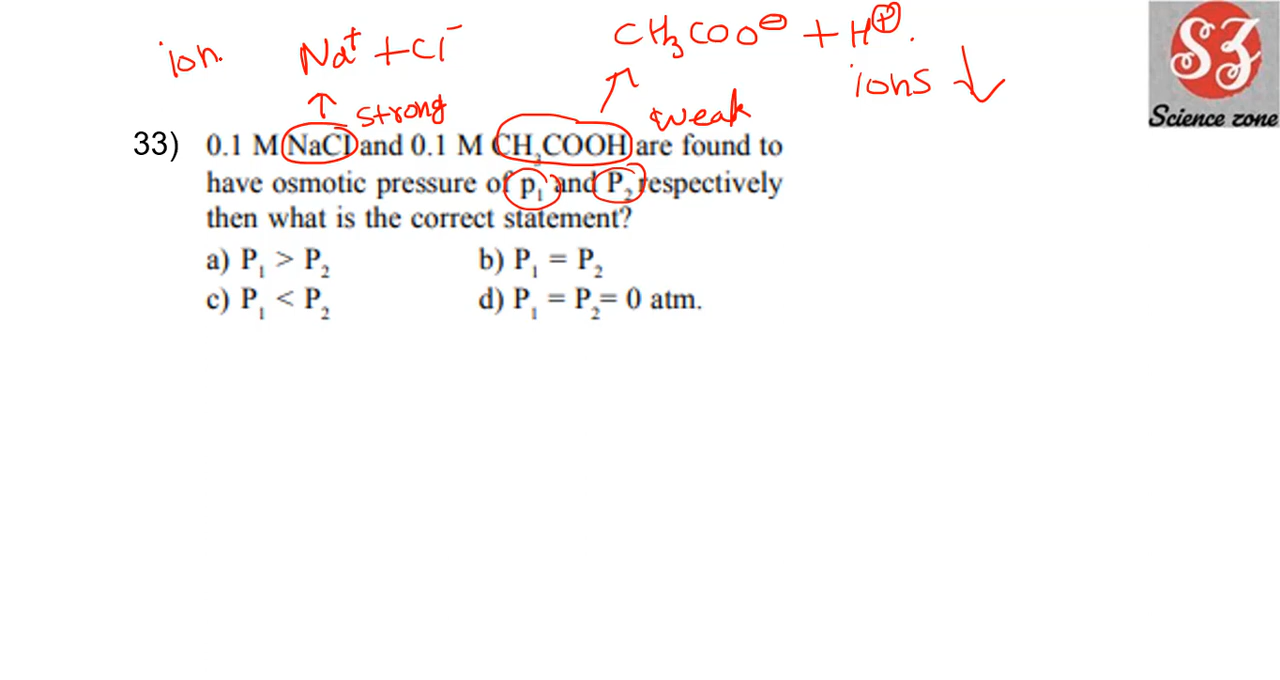 ion. Na⁺ + Cl⁻ CH₃COO⊖ + H⊕.
↑ strong weak ions ↓
SZ
Science zone
33) 0.1 M NaCl and 0.1 M CH₃COOH are found to
have osmotic pressure of p₁ and P₂ respectively
then what is the correct statement?
a) P₁ > P₂ b) P₁ = P₂
c) P₁ < P₂ d) P₁ = P₂= 0 atm.